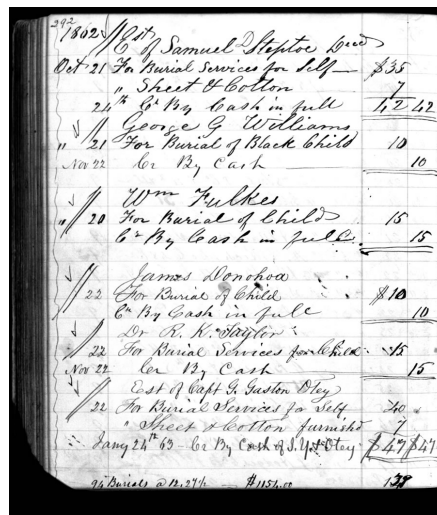 292
1862 Est
of Samuel D Steptoe Decd
Oct 21 For Burial Services for Self — $35
" Sheet & Cotton 7
24th Cr By Cash in full 42 42
George G Williams
" 21 For Burial of Black Child 10
Nov 22 Cr By Cash — 10
Wm Fulkes
" 20 For Burial of Child 15
Cr By Cash in full 15
James Donohoa
22 For Burial of Child $10
Cr By Cash in full 10
Dr R. K. Taylor
22 For Burial Services for Child 15
Nov 22 Cr By Cash 15
Est of Capt G. Gaston Otey
22 For Burial Services for Self 40
" Sheet & Cotton furnishd 7
Jany 24th 63 Cr By Cash of Otey $47 $47
94 Burials @ 12.27½ — $1154.00